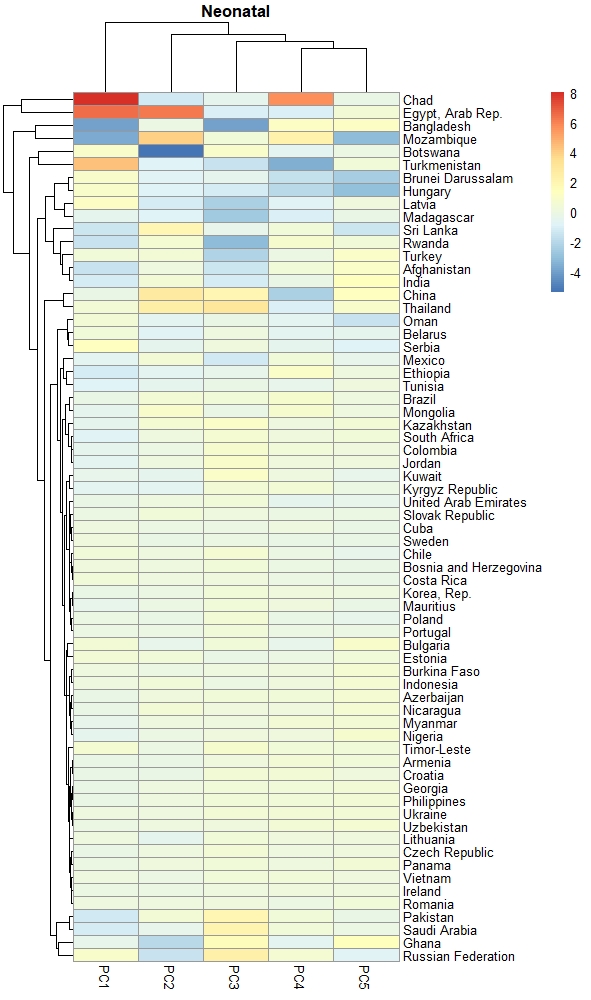 Neonatal
8
6
4
2
0
-2
-4
Chad
Egypt, Arab Rep.
Bangladesh
Mozambique
Botswana
Turkmenistan
Brunei Darussalam
Hungary
Latvia
Madagascar
Sri Lanka
Rwanda
Turkey
Afghanistan
India
China
Thailand
Oman
Belarus
Serbia
Mexico
Ethiopia
Tunisia
Brazil
Mongolia
Kazakhstan
South Africa
Colombia
Jordan
Kuwait
Kyrgyz Republic
United Arab Emirates
Slovak Republic
Cuba
Sweden
Chile
Bosnia and Herzegovina
Costa Rica
Korea, Rep.
Mauritius
Poland
Portugal
Bulgaria
Estonia
Burkina Faso
Indonesia
Azerbaijan
Nicaragua
Myanmar
Nigeria
Timor-Leste
Armenia
Croatia
Georgia
Philippines
Ukraine
Uzbekistan
Lithuania
Czech Republic
Panama
Vietnam
Ireland
Romania
Pakistan
Saudi Arabia
Ghana
Russian Federation
PC1
PC2
PC3
PC4
PC5